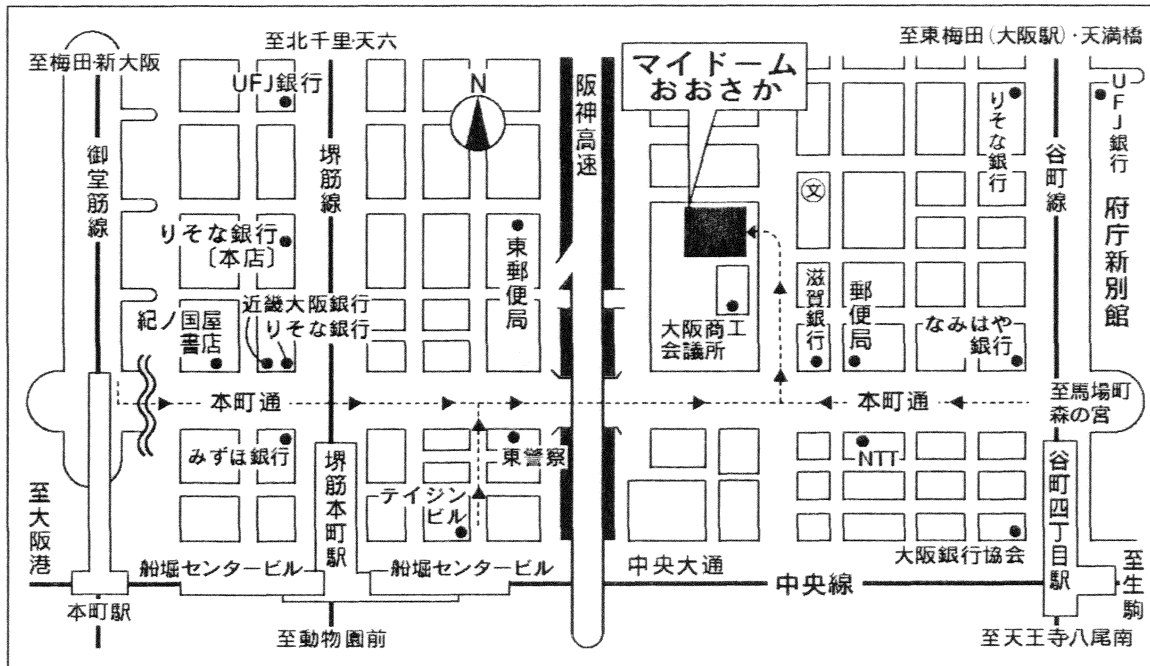 至梅田・新大阪
至北千里・天六
至東梅田(大阪駅)・天満橋
UFJ銀行
N
阪神高速
マイドーム
おおさか
りそな銀行
UFJ銀行
御堂筋線
堺筋線
谷町線
文
府庁新別館
りそな銀行
〔本店〕
東郵便局
近畿大阪銀行
りそな銀行
紀ノ国屋
書店
大阪商工
会議所
滋賀銀行
郵便局
なみはや
銀行
本町通
本町通
至馬場町
森の宮
みずほ銀行
東警察
NTT
堺筋本町駅
テイジン
ビル
谷町四丁目駅
至大阪港
大阪銀行協会
船堀センタービル
船堀センタービル
中央大通
中央線
至生駒
本町駅
至動物園前
至天王寺八尾南